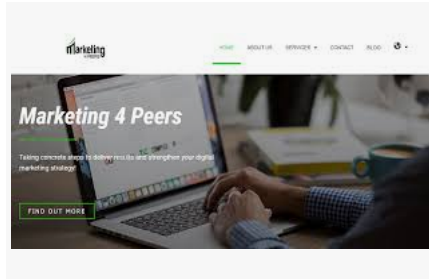 Marketing
HOME ABOUT US SERVICES CONTACT BLOG
Marketing 4 Peers
Taking concrete steps to deliver results and strengthen your digital
marketing strategy!
FIND OUT MORE